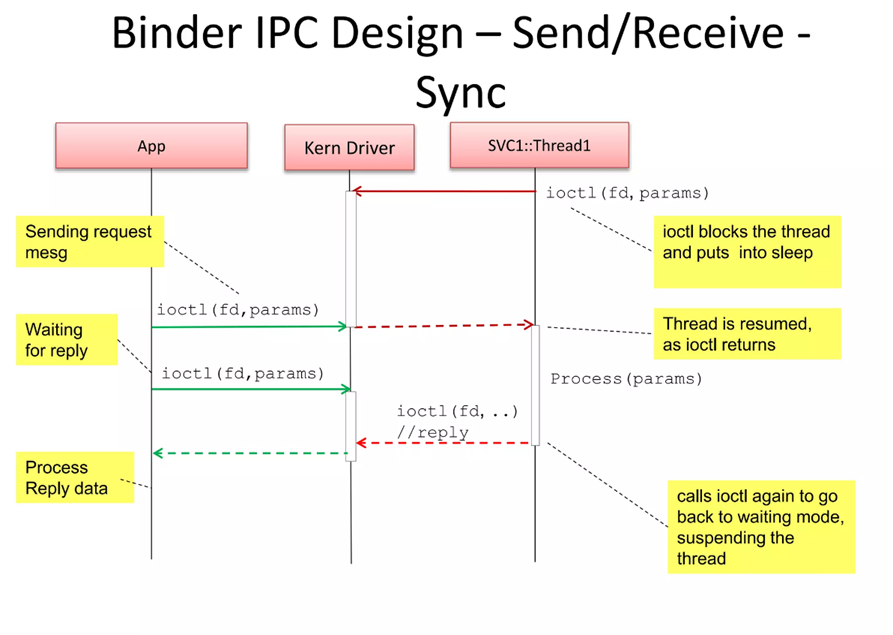 Binder IPC Design – Send/Receive -
Sync
App
Kern Driver
SVC1::Thread1
ioctl(fd, params)
Sending request
mesg
ioctl blocks the thread
and puts into sleep
ioctl(fd,params)
Waiting
for reply
Thread is resumed,
as ioctl returns
ioctl(fd,params)
Process(params)
ioctl(fd, ..)
//reply
Process
Reply data
calls ioctl again to go
back to waiting mode,
suspending the
thread